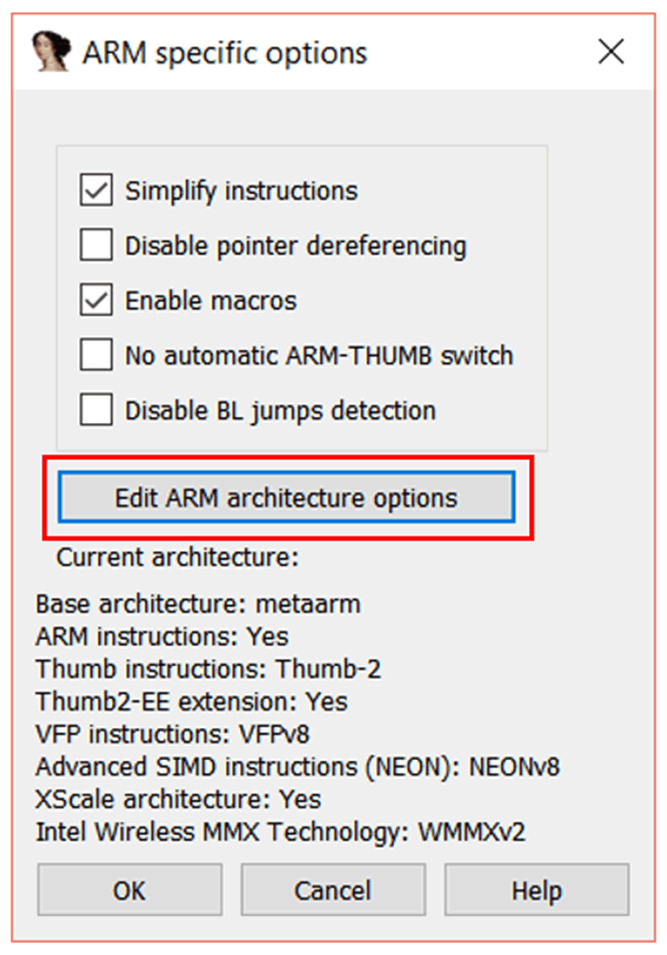 ARM specific options
Simplify instructions
Disable pointer dereferencing
Enable macros
No automatic ARM-THUMB switch
Disable BL jumps detection
Edit ARM architecture options
Current architecture:
Base architecture: metaarm
ARM instructions: Yes
Thumb instructions: Thumb-2
Thumb2-EE extension: Yes
VFP instructions: VFPv8
Advanced SIMD instructions (NEON): NEONv8
XScale architecture: Yes
Intel Wireless MMX Technology: WMMXv2
OK Cancel Help